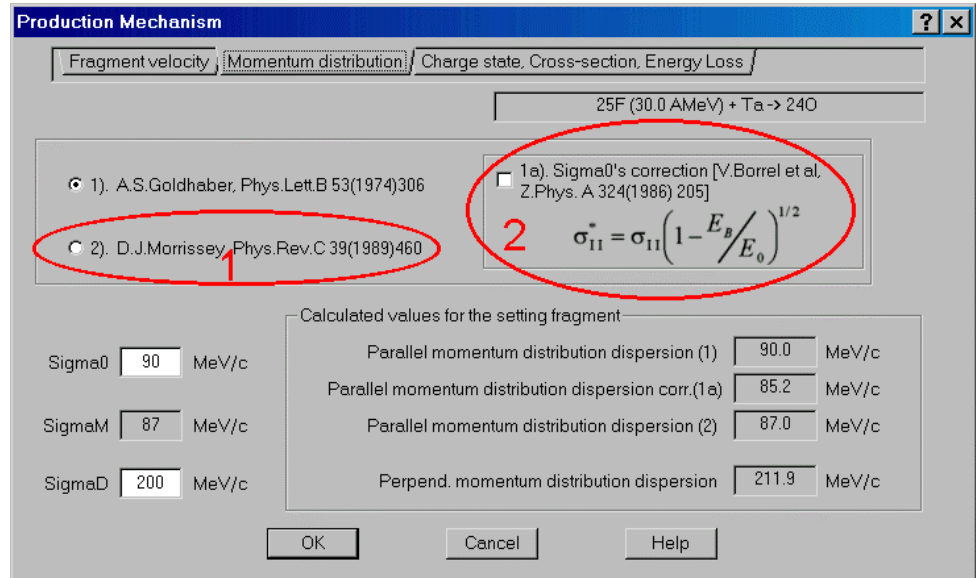 Production Mechanism
Fragment velocity Momentum distribution Charge state, Cross-section, Energy Loss
25F (30.0 AMeV) + Ta -> 24O
1). A.S.Goldhaber, Phys.Lett.B 53(1974)306
2). D.J.Morrissey, Phys.Rev.C 39(1989)460
1
1a). Sigma0's correction [V.Borrel et al,
Z.Phys. A 324(1986) 205]
2
σ*II = σII(1 - EB/E0)^1/2
Sigma0 90 MeV/c
SigmaM 87 MeV/c
SigmaD 200 MeV/c
Calculated values for the setting fragment
Parallel momentum distribution dispersion (1) 90.0 MeV/c
Parallel momentum distribution dispersion corr.(1a) 85.2 MeV/c
Parallel momentum distribution dispersion (2) 87.0 MeV/c
Perpend. momentum distribution dispersion 211.9 MeV/c
OK Cancel Help